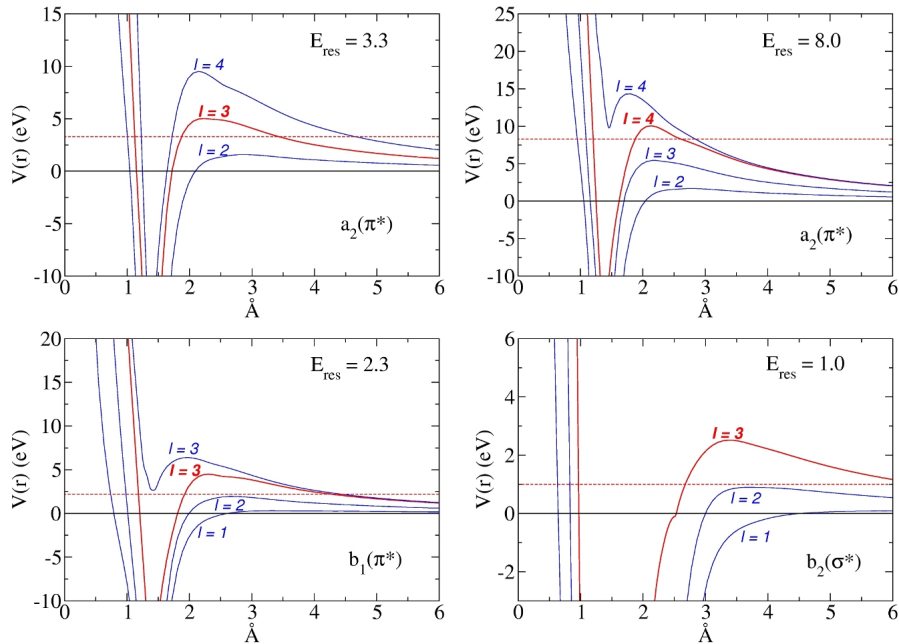 E_res = 3.3
15
10
5
0
-5
-10
V(r) (eV)
l = 4
l = 3
l = 2
a_2(π*)
0 1 2 3 4 5 6
Å
E_res = 8.0
25
20
15
10
5
0
-5
-10
V(r) (eV)
l = 4
l = 4
l = 3
l = 2
a_2(π*)
0 1 2 3 4 5 6
Å
E_res = 2.3
20
15
10
5
0
-5
-10
V(r) (eV)
l = 3
l = 3
l = 2
l = 1
b_1(π*)
0 1 2 3 4 5 6
Å
E_res = 1.0
6
4
2
0
-2
V(r) (eV)
l = 3
l = 2
l = 1
b_2(σ*)
0 1 2 3 4 5 6
Å